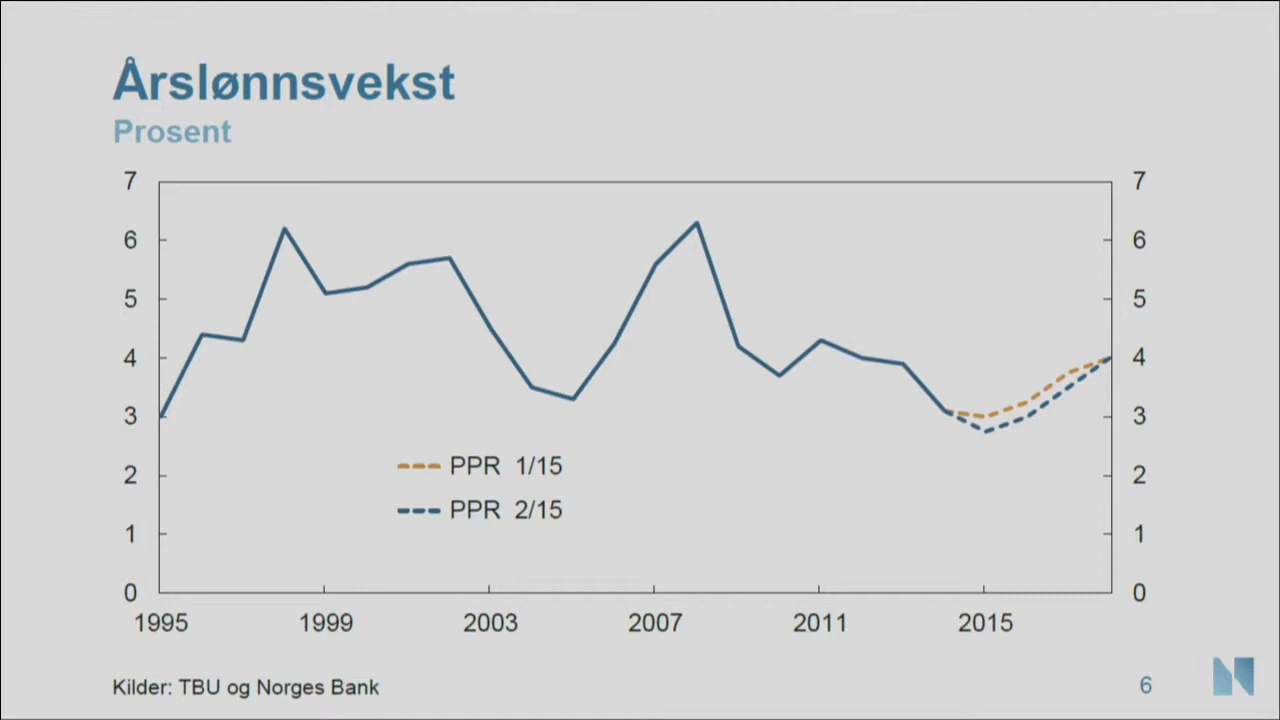 Årslønnsvekst
Prosent
7 7
6 6
5 5
4 4
3 3
2 2
1 1
0 0
PPR 1/15
PPR 2/15
1995 1999 2003 2007 2011 2015
Kilder: TBU og Norges Bank
6